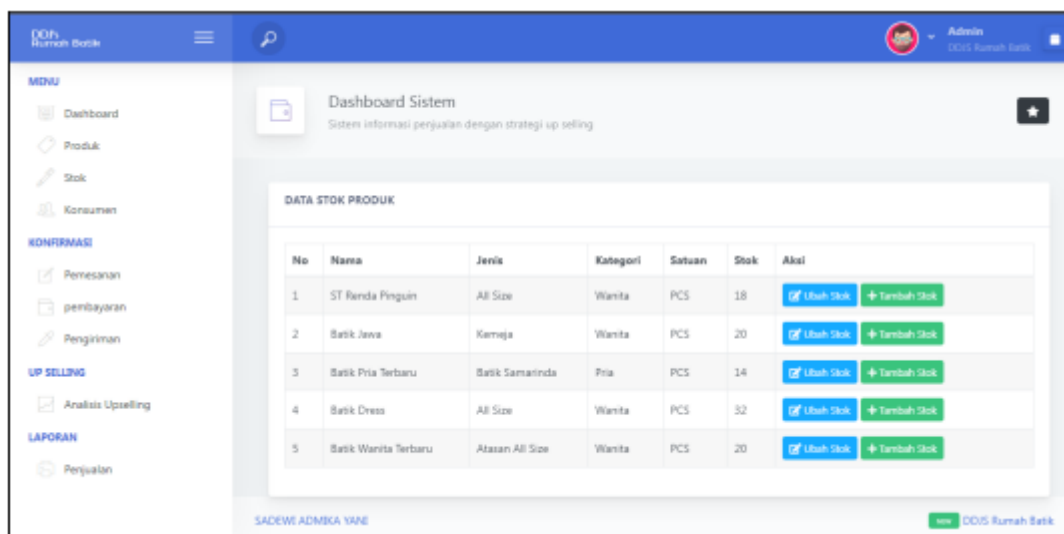 DDJS
Rumah Batik
Admin
DDJS Rumah Batik
MENU
Dashboard
Produk
Stok
Konsumen
KONFIRMASI
Pemesanan
pembayaran
Pengiriman
UP SELLING
Analisis Upselling
LAPORAN
Penjualan
Dashboard Sistem
Sistem informasi penjualan dengan strategi up selling
DATA STOK PRODUK
No Nama Jenis Kategori Satuan Stok Aksi
1 ST Renda Pinguin All Size Wanita PCS 18 Ubah Stok + Tambah Stok
2 Batik Jawa Kemeja Wanita PCS 20 Ubah Stok + Tambah Stok
3 Batik Pria Terbaru Batik Samarinda Pria PCS 14 Ubah Stok + Tambah Stok
4 Batik Dress All Size Wanita PCS 32 Ubah Stok + Tambah Stok
5 Batik Wanita Terbaru Atasan All Size Wanita PCS 20 Ubah Stok + Tambah Stok
SADEWI ADMIKA YANI
NEW DDJS Rumah Batik